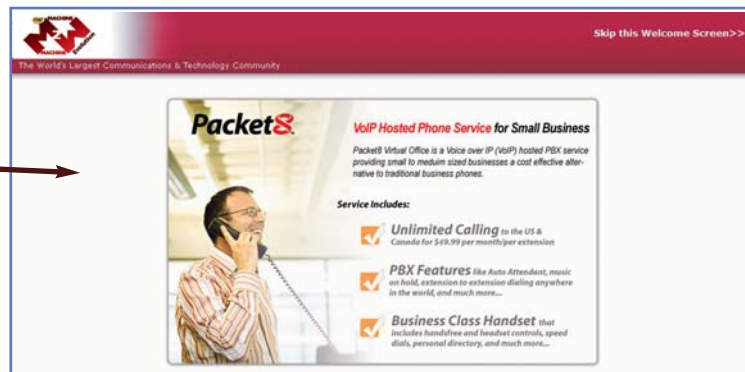 MACHINE
MACHINE
Evolution
Skip this Welcome Screen>>
The World's Largest Communications & Technology Community
Packet8
VoIP Hosted Phone Service for Small Business
Packet8 Virtual Office is a Voice over IP (VoIP) hosted PBX service
providing small to meduim sized businesses a cost effective alter-
native to traditional business phones.
Service Includes:
Unlimited Calling to the US &
Canada for $49.99 per month/per extension
PBX Features like Auto Attendant, music
on hold, extension to extension dialing anywhere
in the world, and much more...
Business Class Handset that
includes handsfree and headset controls, speed
dials, personal directory, and much more...